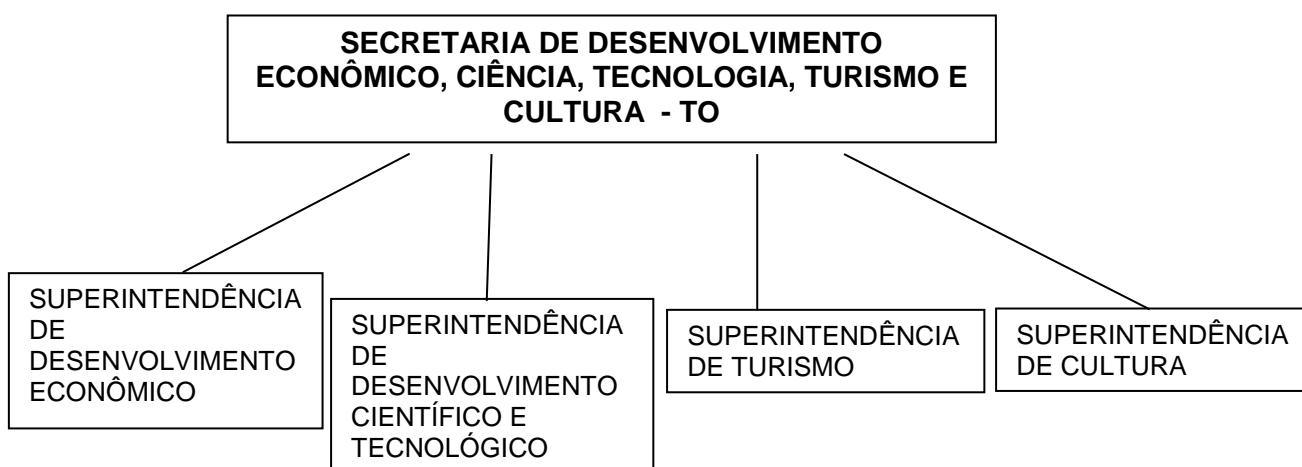 SECRETARIA DE DESENVOLVIMENTO
ECONÔMICO, CIÊNCIA, TECNOLOGIA, TURISMO E
CULTURA - TO
SUPERINTENDÊNCIA
DE
DESENVOLVIMENTO
ECONÔMICO
SUPERINTENDÊNCIA
DE
DESENVOLVIMENTO
CIENTÍFICO E
TECNOLÓGICO
SUPERINTENDÊNCIA
DE TURISMO
SUPERINTENDÊNCIA
DE CULTURA